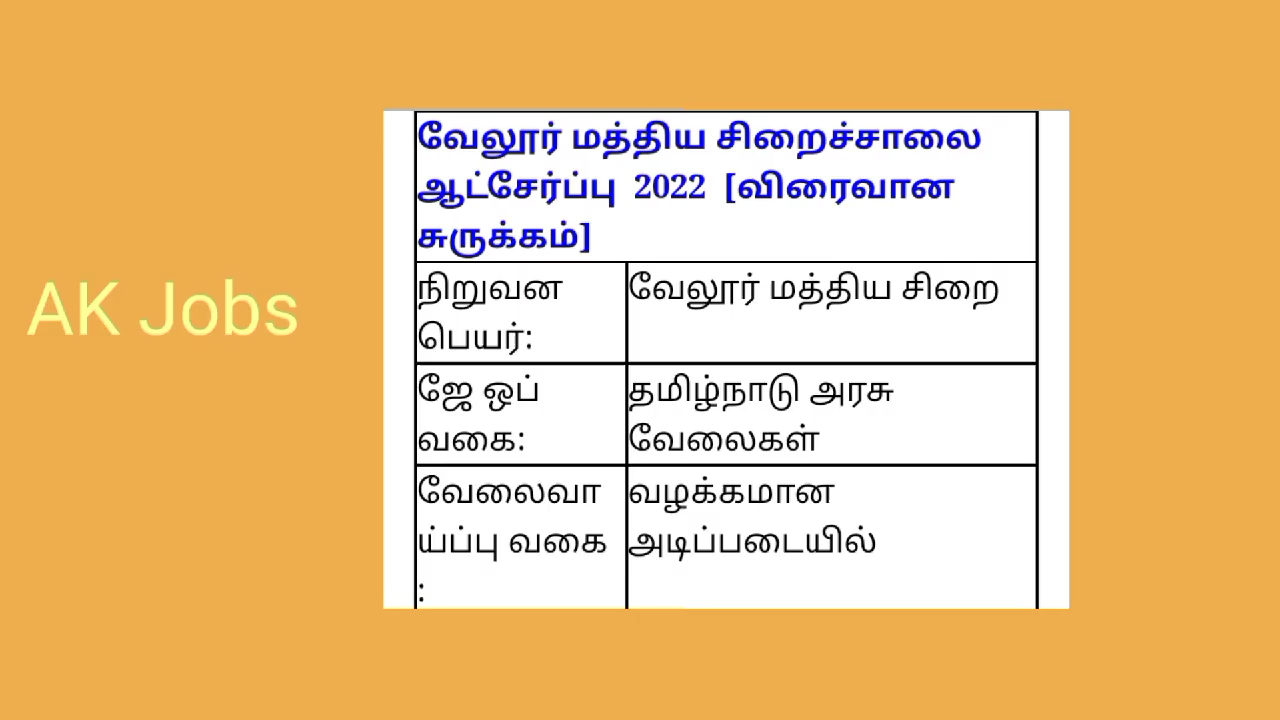 AK Jobs
வேலூர் மத்திய சிறைச்சாலை
ஆட்சேர்ப்பு 2022 [விரைவான
சுருக்கம்]
நிறுவன
பெயர்:
வேலூர் மத்திய சிறை
ஜே ஒப்
வகை:
தமிழ்நாடு அரசு
வேலைகள்
வேலைவா
ய்ப்பு வகை
:
வழக்கமான
அடிப்படையில்